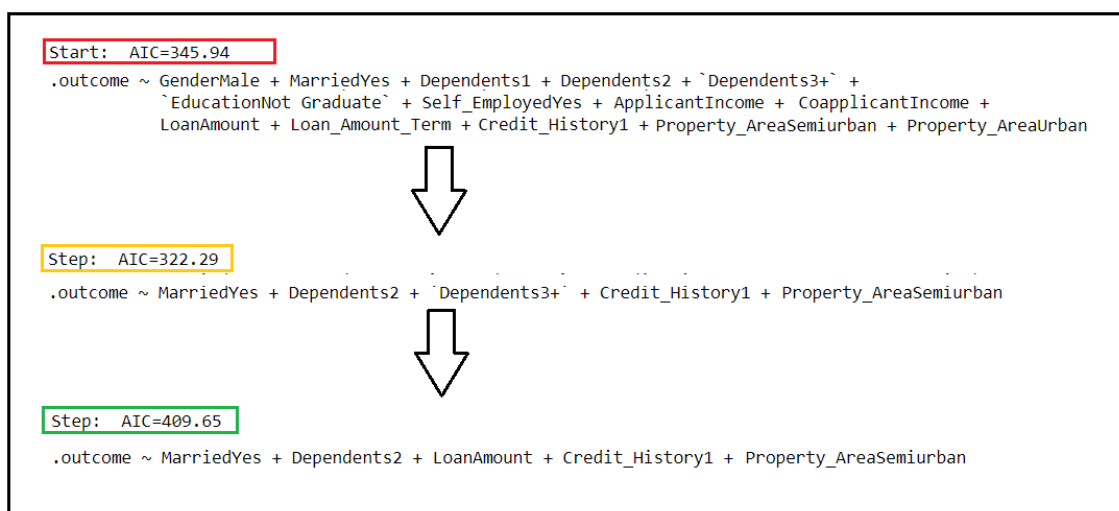 Start:  AIC=345.94
.outcome ~ GenderMale + MarriedYes + Dependents1 + Dependents2 + `Dependents3+` +
`EducationNot Graduate` + Self_EmployedYes + ApplicantIncome + CoapplicantIncome +
LoanAmount + Loan_Amount_Term + Credit_History1 + Property_AreaSemiurban + Property_AreaUrban
Step:  AIC=322.29
.outcome ~ MarriedYes + Dependents2 + `Dependents3+` + Credit_History1 + Property_AreaSemiurban
Step:  AIC=409.65
.outcome ~ MarriedYes + Dependents2 + LoanAmount + Credit_History1 + Property_AreaSemiurban